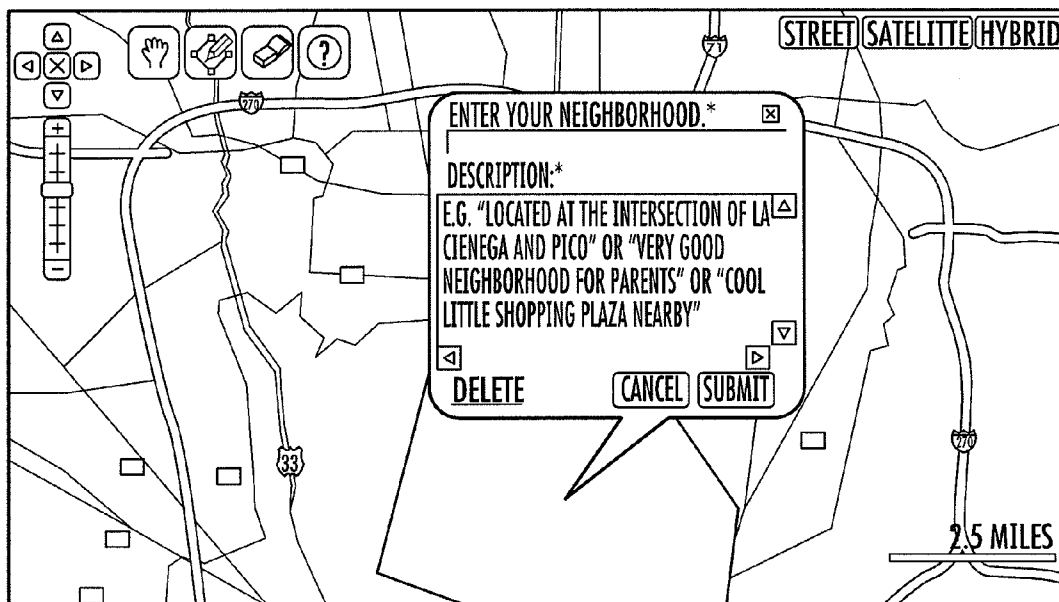 71
STREET SATELITTE HYBRID
?
270
ENTER YOUR NEIGHBORHOOD.*
DESCRIPTION:*
E.G. “LOCATED AT THE INTERSECTION OF LA
CIENEGA AND PICO” OR “VERY GOOD
NEIGHBORHOOD FOR PARENTS” OR “COOL
LITTLE SHOPPING PLAZA NEARBY”
DELETE CANCEL SUBMIT
270
33
2.5 MILES